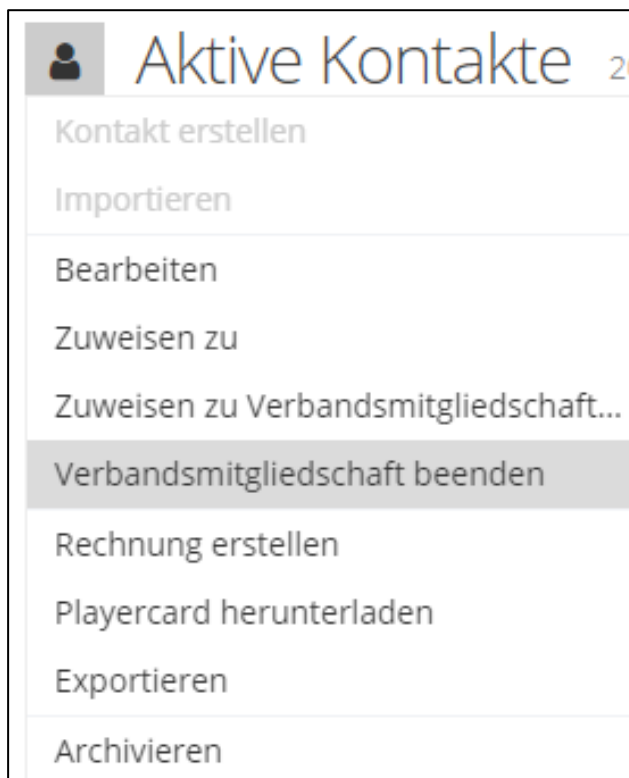 Aktive Kontakte
Kontakt erstellen
Importieren
Bearbeiten
Zuweisen zu
Zuweisen zu Verbandsmitgliedschaft...
Verbandsmitgliedschaft beenden
Rechnung erstellen
Playercard herunterladen
Exportieren
Archivieren